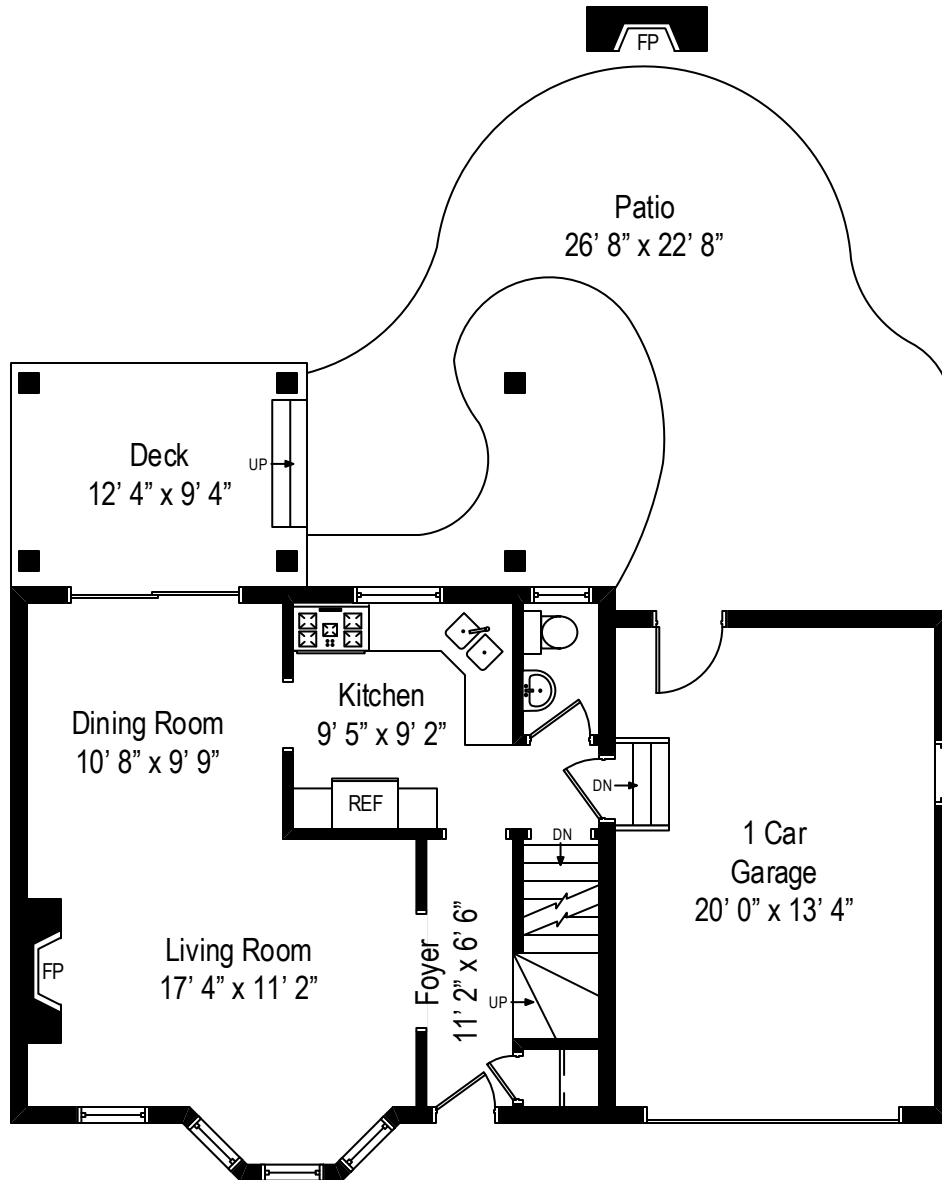 FP
Patio
26’ 8” x 22’ 8”
Deck
12’ 4” x 9’ 4”
UP
Kitchen
9’ 5” x 9’ 2”
Dining Room
10’ 8” x 9’ 9”
REF
DN
DN
1 Car
Garage
20’ 0” x 13’ 4”
Living Room
17’ 4” x 11’ 2”
FP
Foyer
11’ 2” x 6’ 6”
UP